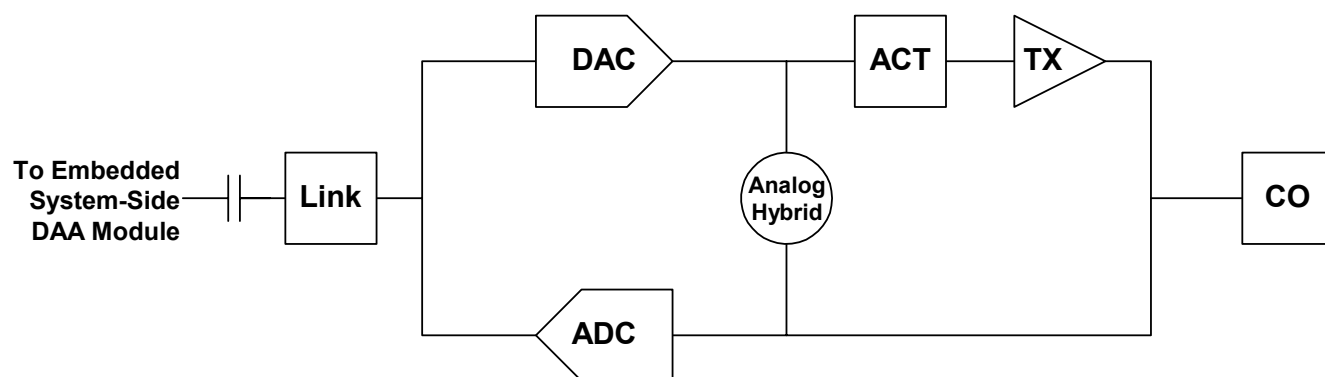 DAC
ACT
TX
To Embedded
System-Side
DAA Module
Link
Analog
Hybrid
CO
ADC